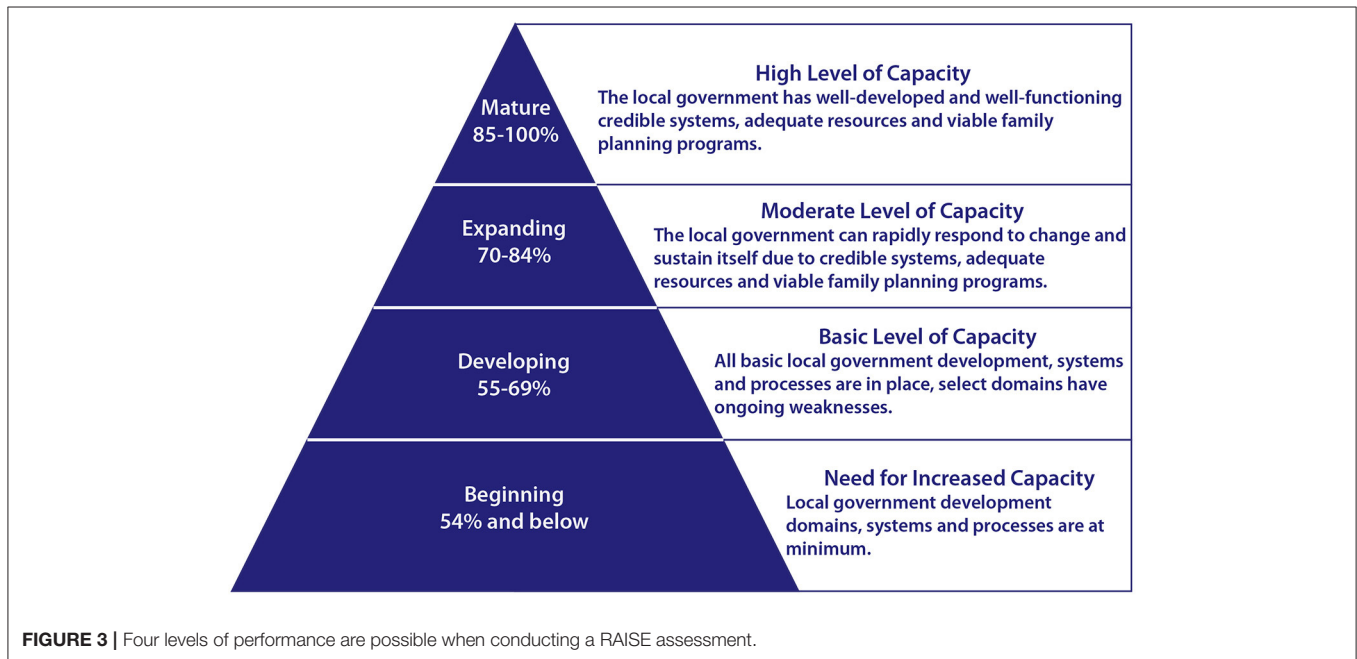 Mature
85-100%
High Level of Capacity
The local government has well-developed and well-functioning
credible systems, adequate resources and viable family
planning programs.
Expanding
70-84%
Moderate Level of Capacity
The local government can rapidly respond to change and
sustain itself due to credible systems, adequate
resources and viable family planning programs.
Developing
55-69%
Basic Level of Capacity
All basic local government development, systems
and processes are in place, select domains have
ongoing weaknesses.
Beginning
54% and below
Need for Increased Capacity
Local government development
domains, systems and processes are at
minimum.
FIGURE 3 | Four levels of performance are possible when conducting a RAISE assessment.